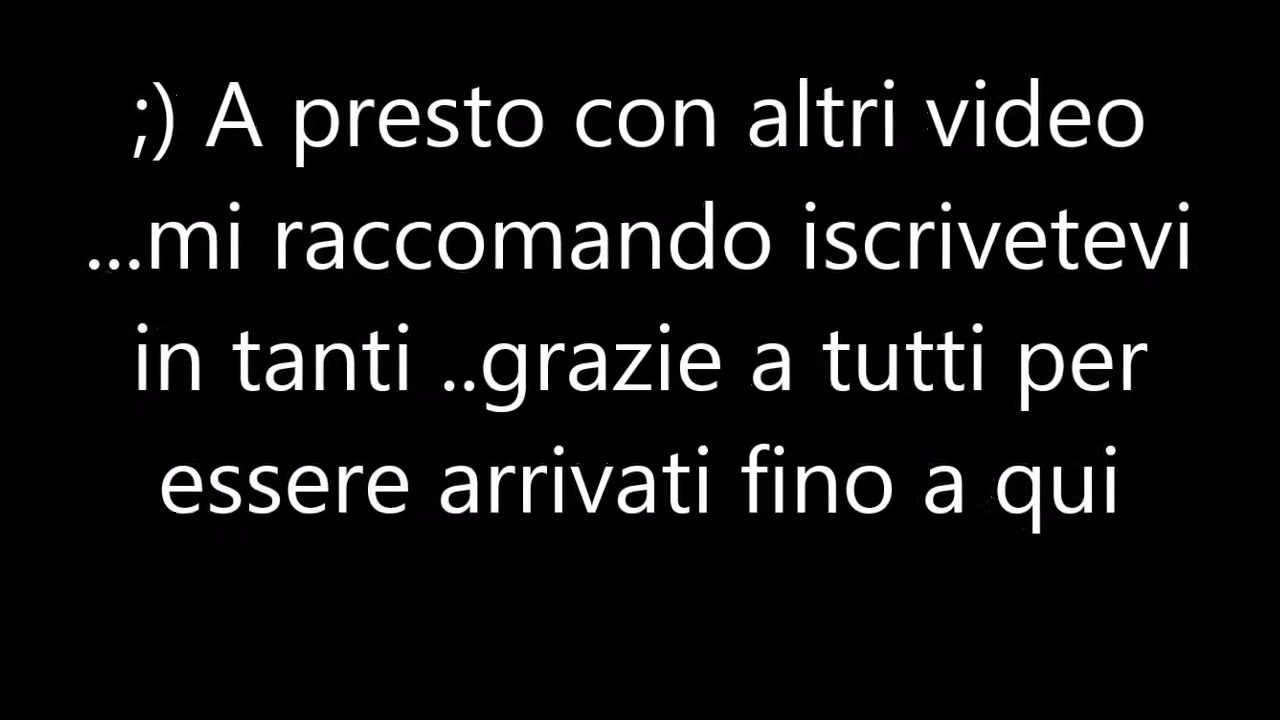 ;) A presto con altri video
...mi raccomando iscrivetevi
in tanti ..grazie a tutti per
essere arrivati fino a qui